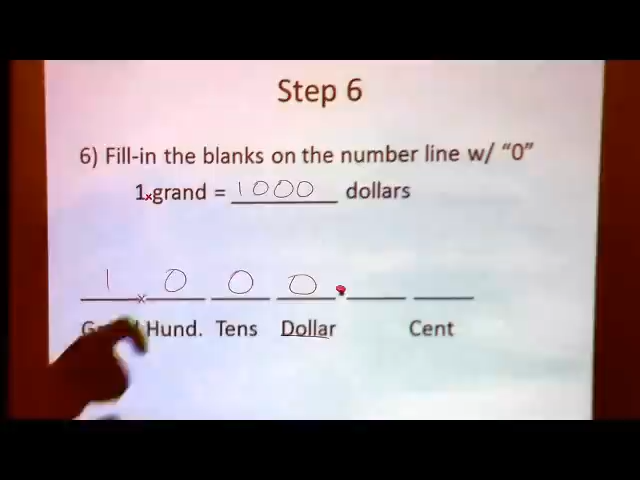 Step 6
6) Fill-in the blanks on the number line w/ "0"
1×grand = 1000 dollars
1 × 0 0 0 .
Hund. Tens Dollar Cent